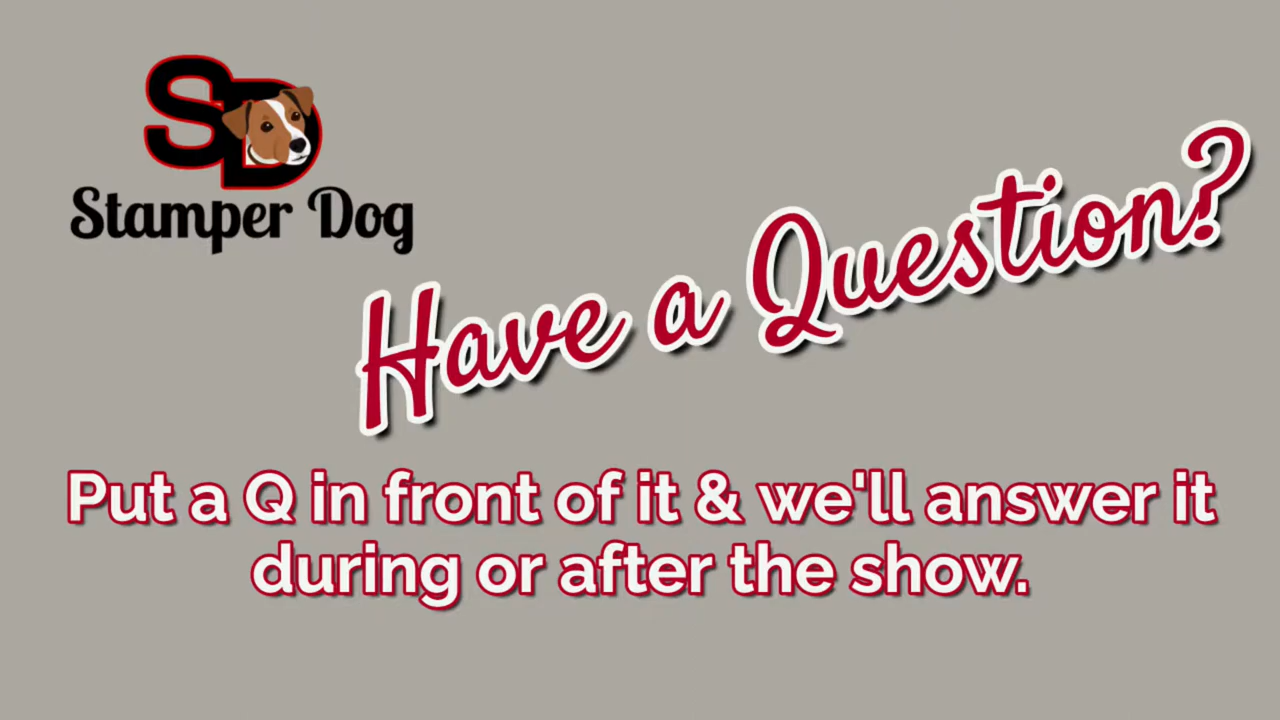 SD
Stamper Dog
Have a Question?
Put a Q in front of it & we'll answer it
during or after the show.